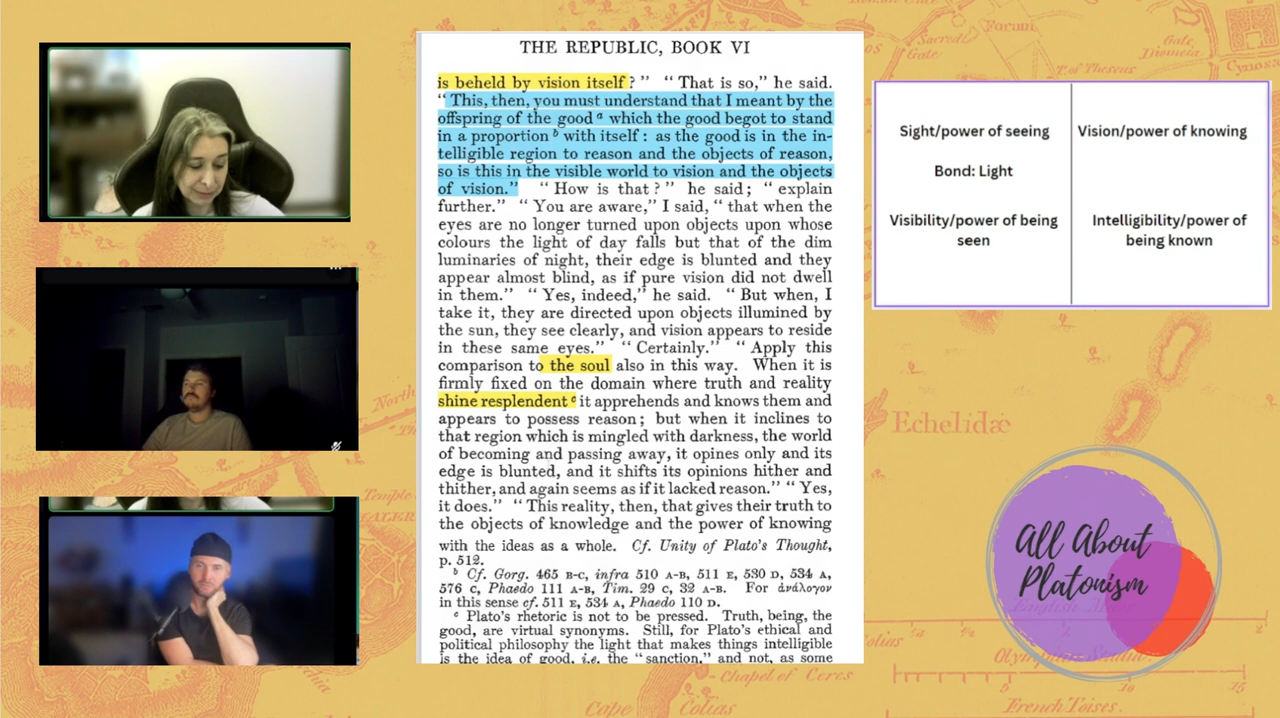 THE REPUBLIC, BOOK VI
is beheld by vision itself?” “That is so,” he said.
“This, then, you must understand that I meant by the
offspring of the good ᵃ which the good begot to stand
in a proportion ᵇ with itself : as the good is in the in-
telligible region to reason and the objects of reason,
so is this in the visible world to vision and the objects
of vision.” “How is that?” he said; “explain
further.” “You are aware,” I said, “that when the
eyes are no longer turned upon objects upon whose
colours the light of day falls but that of the dim
luminaries of night, their edge is blunted and they
appear almost blind, as if pure vision did not dwell
in them.” “Yes, indeed,” he said. “But when, I
take it, they are directed upon objects illumined by
the sun, they see clearly, and vision appears to reside
in these same eyes.” “Certainly.” “Apply this
comparison to the soul also in this way. When it is
firmly fixed on the domain where truth and reality
shine resplendent ᶜ it apprehends and knows them and
appears to possess reason; but when it inclines to
that region which is mingled with darkness, the world
of becoming and passing away, it opines only and its
edge is blunted, and it shifts its opinions hither and
thither, and again seems as if it lacked reason.” “Yes,
it does.” “This reality, then, that gives their truth to
the objects of knowledge and the power of knowing
with the ideas as a whole. Cf. Unity of Plato's Thought,
p. 512.
ᵇ Cf. Gorg. 465 B-C, infra 510 A-B, 511 E, 530 D, 534 A,
576 C, Phaedo 111 A-B, Tim. 29 C, 32 A-B. For ἀνάλογον
in this sense cf. 511 E, 534 A, Phaedo 110 D.
ᶜ Plato's rhetoric is not to be pressed. Truth, being, the
good, are virtual synonyms. Still, for Plato's ethical and
political philosophy the light that makes things intelligible
is the idea of good, i.e. the “sanction,” and not, as some
Sight/power of seeing
Vision/power of knowing
Bond: Light
Visibility/power of being
seen
Intelligibility/power of
being known
All About
Platonism
Forum
Sacred
Gate
Gate
Diomeia
Cynosa
T. of Theseus
Echelidæ
Chapel of Ceres
Cape
Colias
French Toises.
10
15